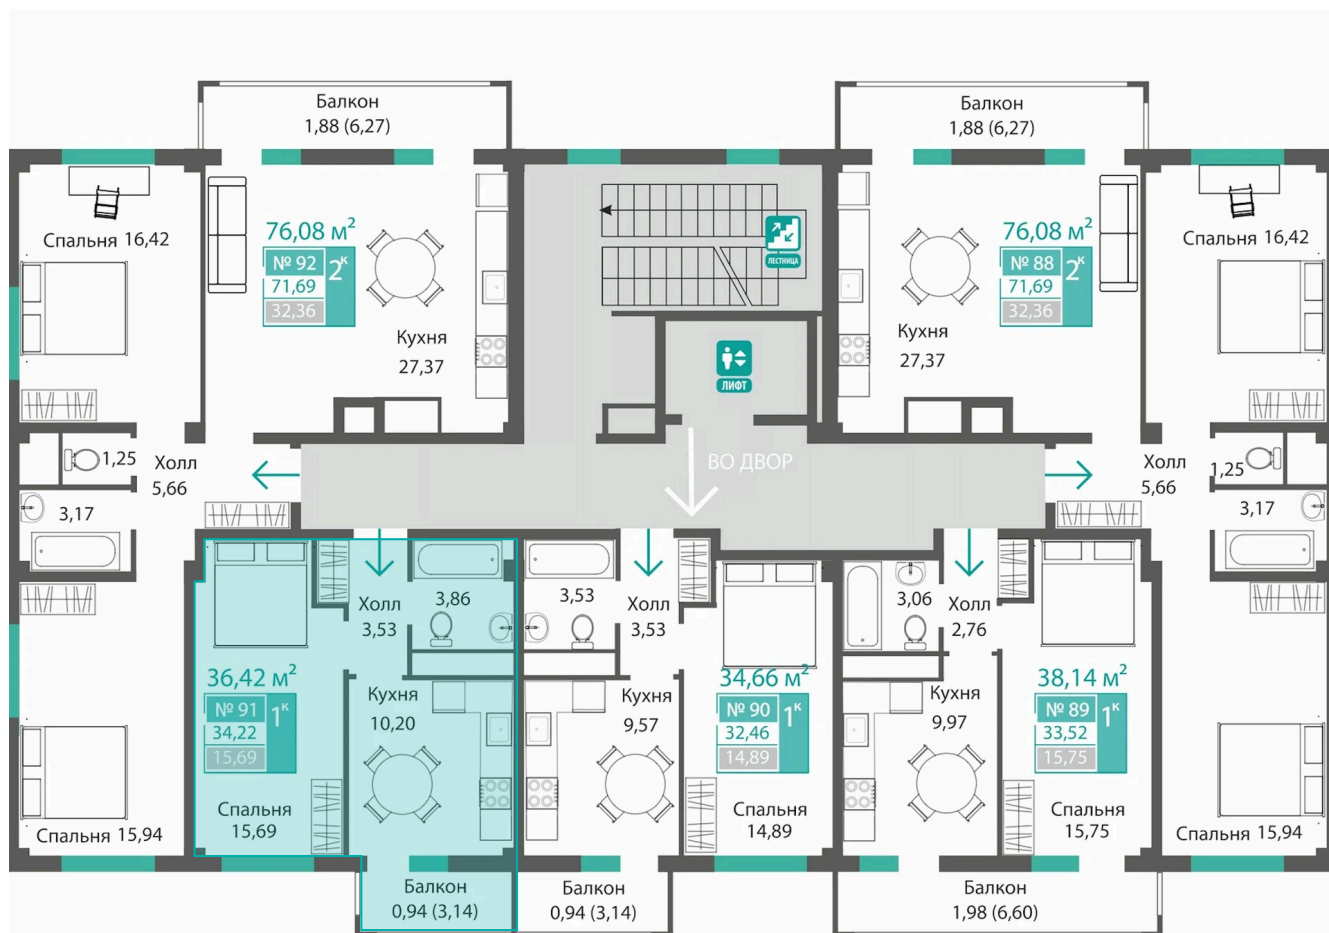 Балкон
1,88 (6,27)
Балкон
1,88 (6,27)
Спальня 16,42
76,08 м²
№ 92
71,69
32,36
2к
Кухня
27,37
ЛЕСТНИЦА
ЛИФТ
76,08 м²
№ 88
71,69
32,36
2к
Кухня
27,37
Спальня 16,42
1,25
Холл
5,66
3,17
ВО ДВОР
Холл
5,66
1,25
3,17
Холл
3,53
3,86
3,53
Холл
3,53
3,06
Холл
2,76
36,42 м²
№ 91
34,22
15,69
1к
Кухня
10,20
Кухня
9,57
34,66 м²
№ 90
32,46
14,89
1к
Кухня
9,97
38,14 м²
№ 89
33,52
15,75
1к
Спальня 15,94
Спальня
15,69
Спальня
14,89
Спальня
15,75
Спальня 15,94
Балкон
0,94 (3,14)
Балкон
0,94 (3,14)
Балкон
1,98 (6,60)